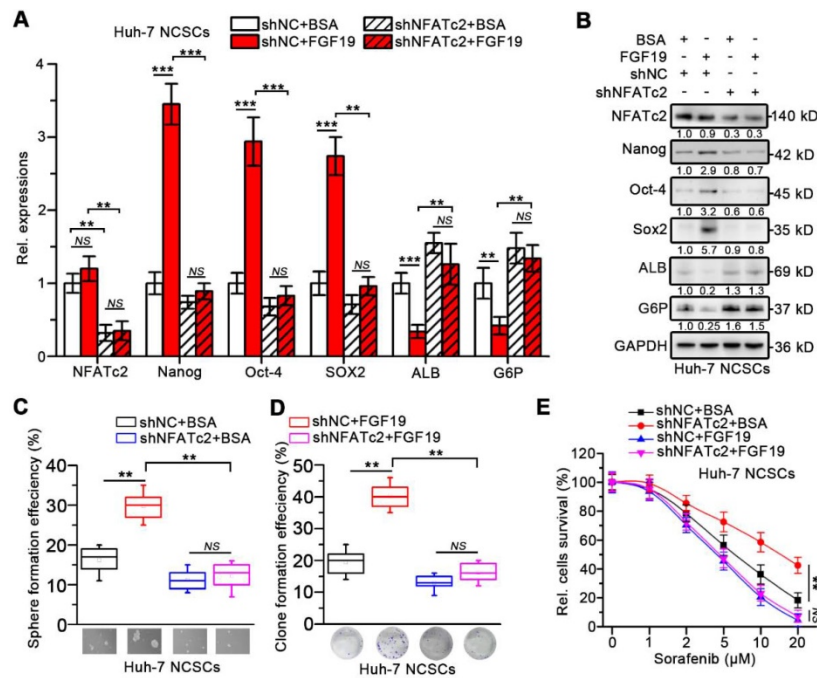 A
Huh-7 NCSCs
shNC+BSA
shNFATc2+BSA
shNC+FGF19
shNFATc2+FGF19
Rel. expressions
4.5
3.0
1.5
0
** NS ** NS
*** *** NS
*** *** NS
*** ** NS
*** ** NS
** ** NS
NFATc2 Nanog Oct-4 SOX2 ALB G6P
B
BSA + - + -
FGF19 - + - +
shNC + + - -
shNFATc2 - - + +
NFATc2 140 kD
1.0 0.9 0.3 0.3
Nanog 42 kD
1.0 2.9 0.8 0.7
Oct-4 45 kD
1.0 3.2 0.6 0.6
Sox2 35 kD
1.0 5.7 0.9 0.8
ALB 69 kD
1.0 0.2 1.3 1.3
G6P 37 kD
1.0 0.25 1.6 1.5
GAPDH 36 kD
Huh-7 NCSCs
C
shNC+BSA
shNFATc2+BSA
Sphere formation effeciency (%)
40
30
20
10
0
** ** NS
Huh-7 NCSCs
D
shNC+FGF19
shNFATc2+FGF19
Clone formation effeciency (%)
50
40
30
20
10
0
** ** NS
Huh-7 NCSCs
E
shNC+BSA
shNFATc2+BSA
shNC+FGF19
shNFATc2+FGF19
Huh-7 NCSCs
Rel. cells survival (%)
120
100
80
60
40
20
0
**
NS
0 1 2 5 10 20
Sorafenib (μM)